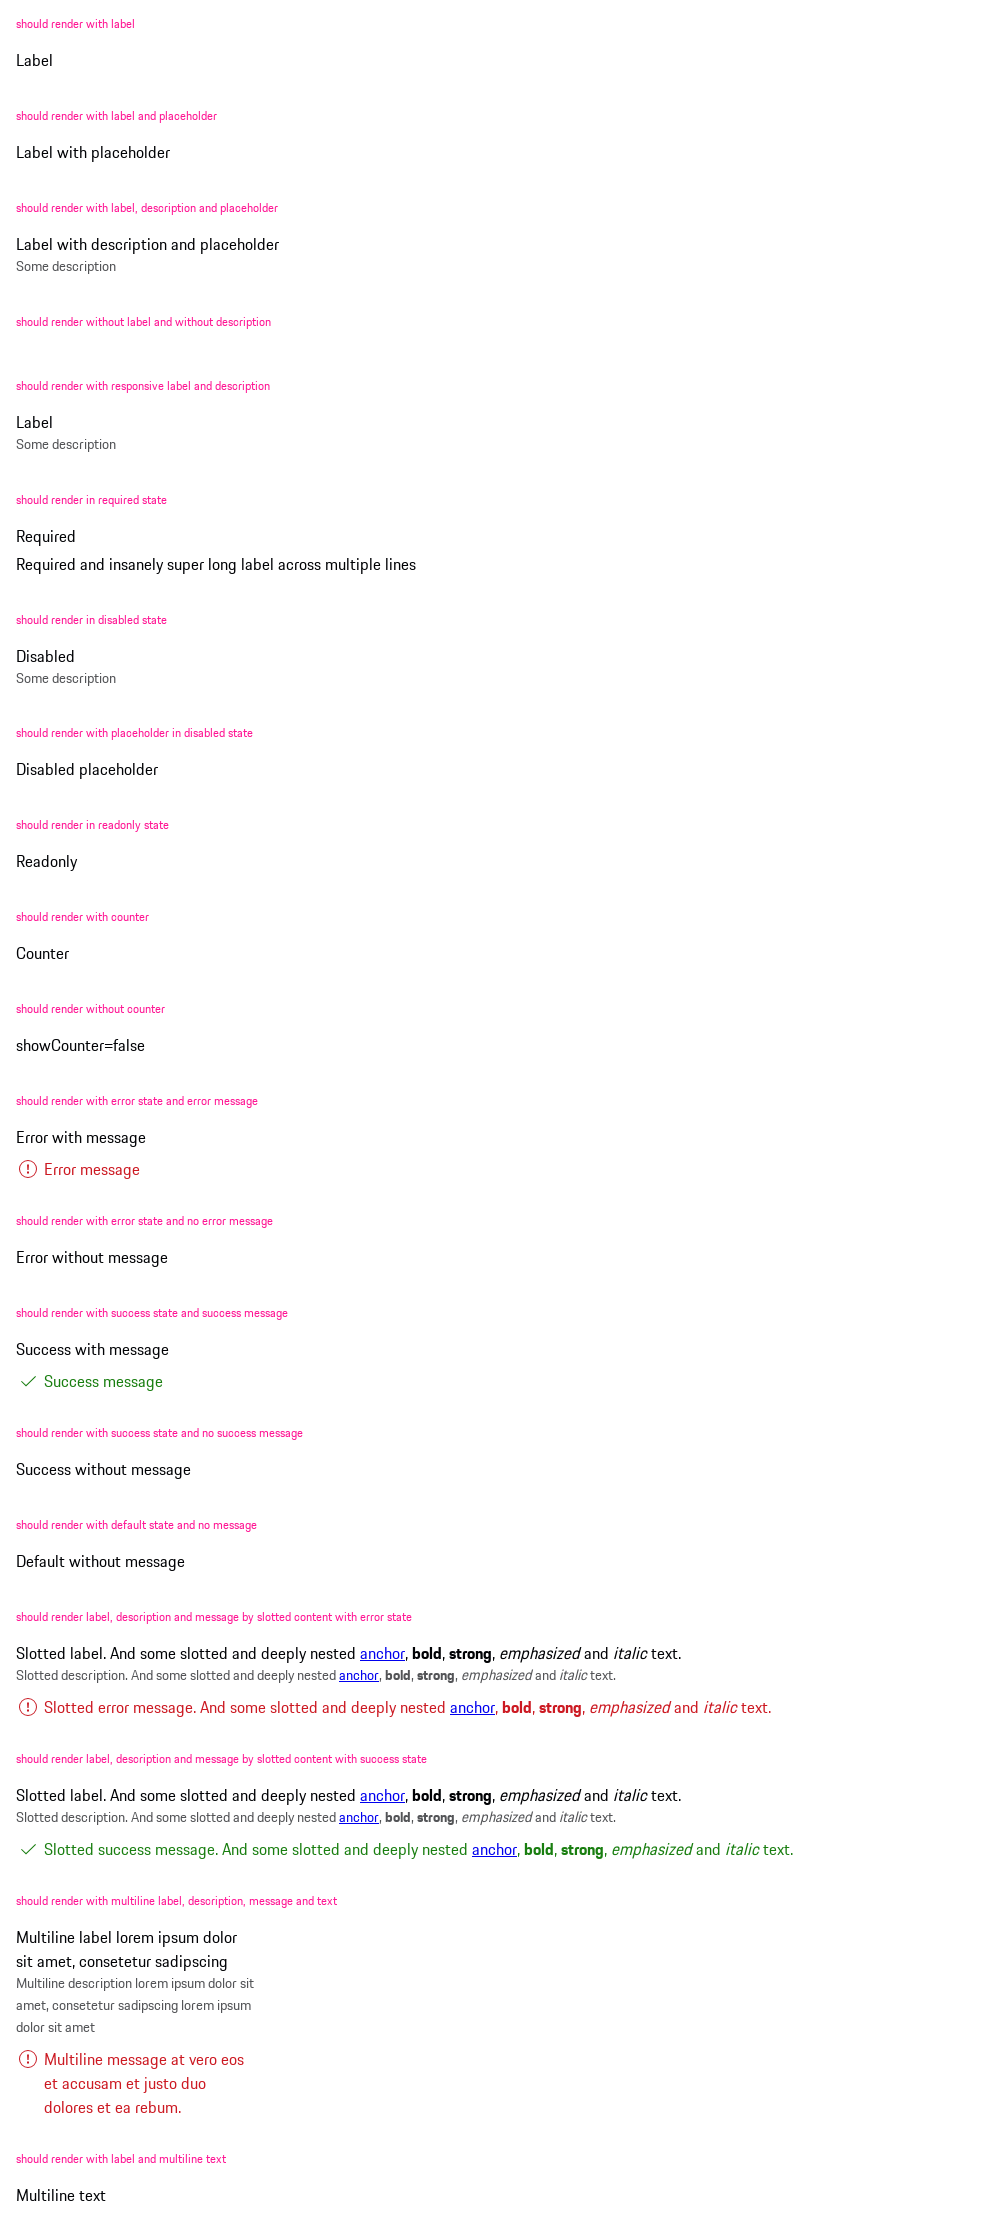 should render with label
Label
should render with label and placeholder
Label with placeholder
should render with label, description and placeholder
Label with description and placeholder
Some description
should render without label and without description
should render with responsive label and description
Label
Some description
should render in required state
Required
Required and insanely super long label across multiple lines
should render in disabled state
Disabled
Some description
should render with placeholder in disabled state
Disabled placeholder
should render in readonly state
Readonly
should render with counter
Counter
should render without counter
showCounter=false
should render with error state and error message
Error with message
Error message
should render with error state and no error message
Error without message
should render with success state and success message
Success with message
Success message
should render with success state and no success message
Success without message
should render with default state and no message
Default without message
should render label, description and message by slotted content with error state
Slotted label. And some slotted and deeply nested anchor, bold, strong, emphasized and italic text.
Slotted description. And some slotted and deeply nested anchor, bold, strong, emphasized and italic text.
Slotted error message. And some slotted and deeply nested anchor, bold, strong, emphasized and italic text.
should render label, description and message by slotted content with success state
Slotted label. And some slotted and deeply nested anchor, bold, strong, emphasized and italic text.
Slotted description. And some slotted and deeply nested anchor, bold, strong, emphasized and italic text.
Slotted success message. And some slotted and deeply nested anchor, bold, strong, emphasized and italic text.
should render with multiline label, description, message and text
Multiline label lorem ipsum dolor
sit amet, consetetur sadipscing
Multiline description lorem ipsum dolor sit
amet, consetetur sadipscing lorem ipsum
dolor sit amet
Multiline message at vero eos
et accusam et justo duo
dolores et ea rebum.
should render with label and multiline text
Multiline text